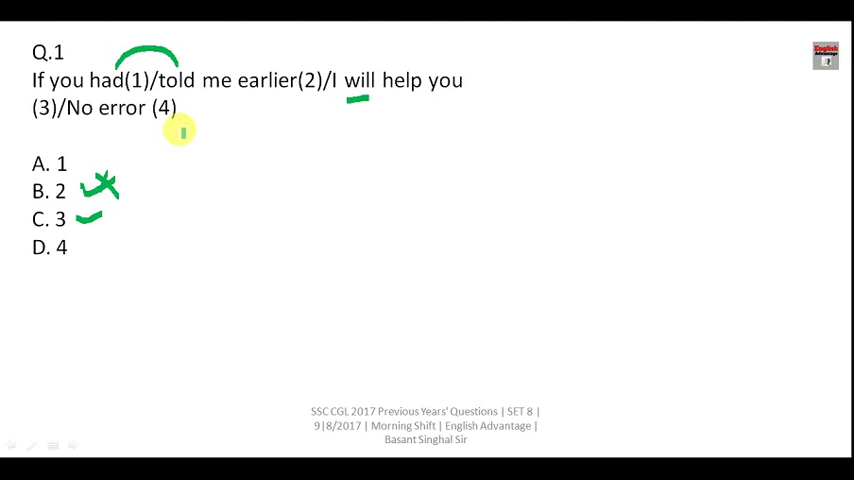 English
Advantage
Q.1
If you had(1)/told me earlier(2)/I will help you
(3)/No error (4)
A. 1
B. 2
C. 3
D. 4
SSC CGL 2017 Previous Years' Questions | SET 8 |
9|8/2017 | Morning Shift | English Advantage |
Basant Singhal Sir